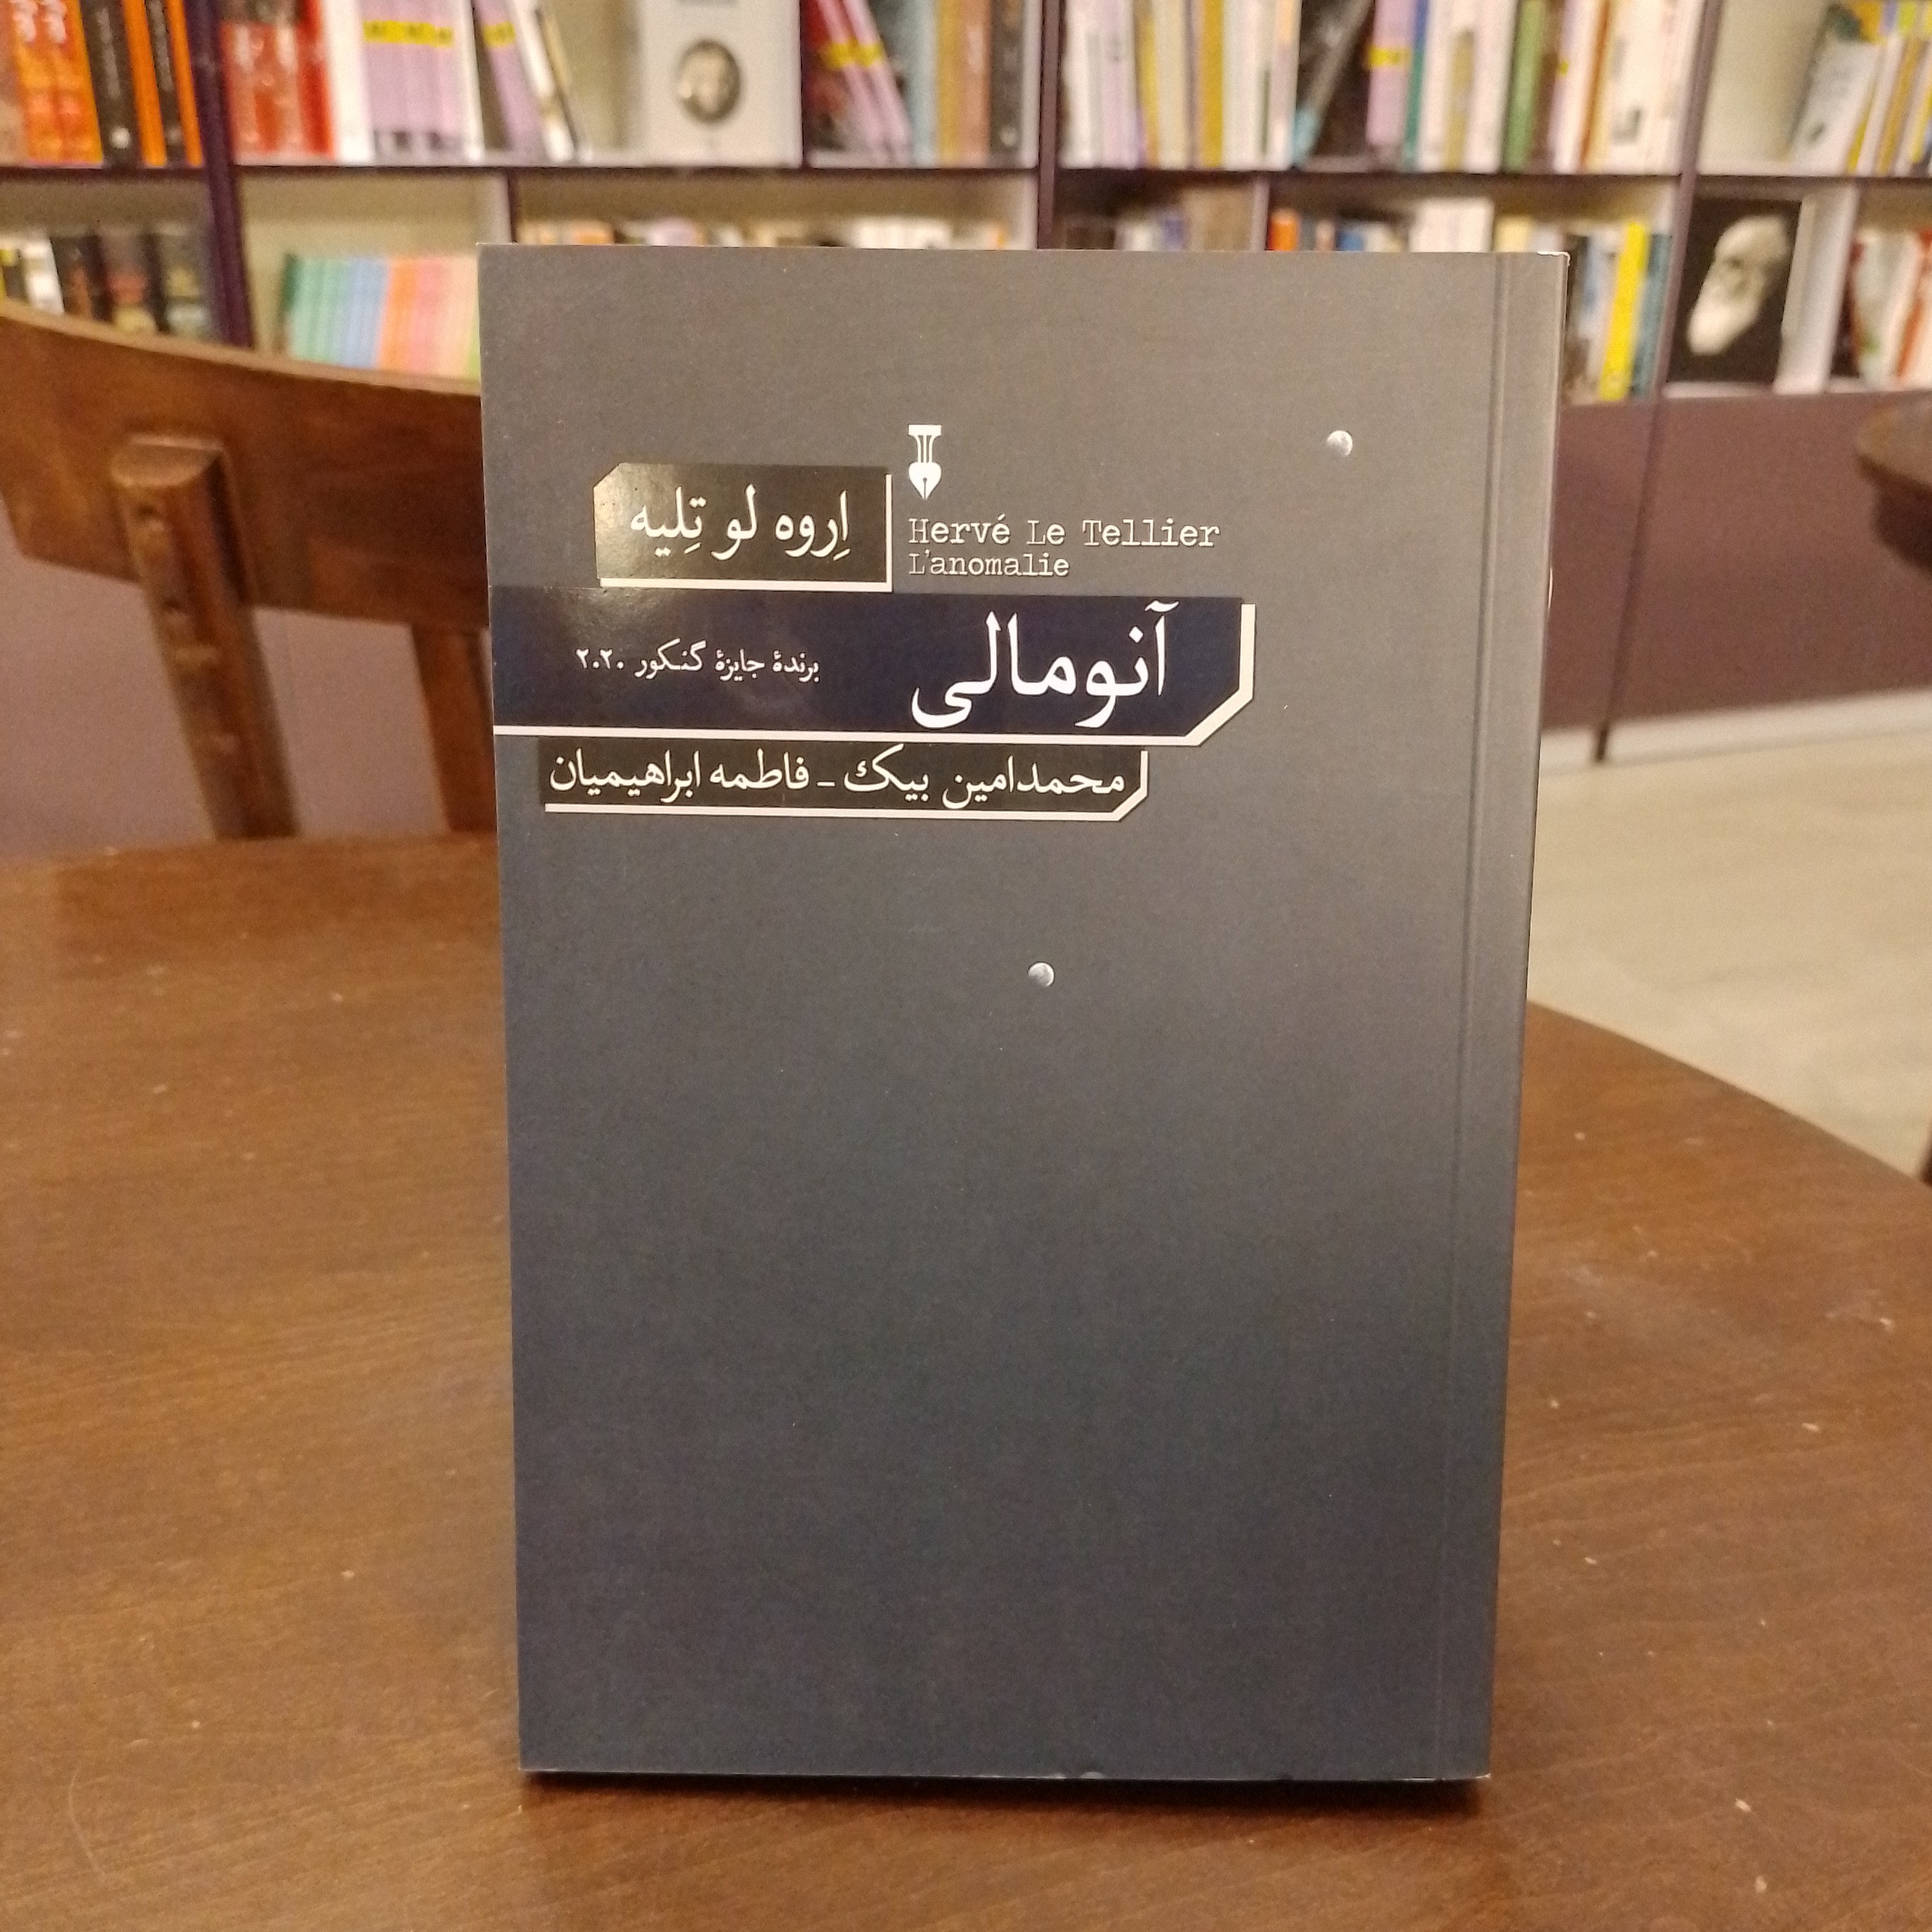 اِروه لو تِلیه
Hervé Le Tellier
L'anomalie
آنومالی
برندهٔ جایزهٔ گنکور ۲۰۲۰
محمدامین بیک - فاطمه ابراهیمیان